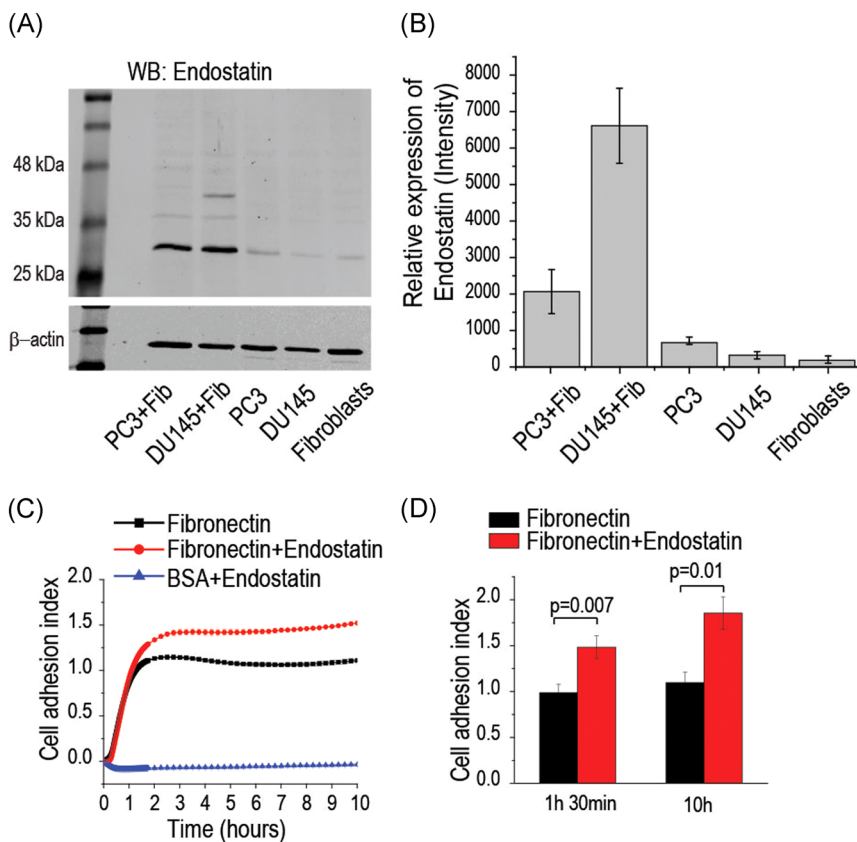 (A)
WB: Endostatin
48 kDa
35 kDa
25 kDa
β–actin
PC3+Fib
DU145+Fib
PC3
DU145
Fibroblasts
(B)
Relative expression of
Endostatin (Intensity)
8000
7000
6000
5000
4000
3000
2000
1000
0
PC3+Fib
DU145+Fib
PC3
DU145
Fibroblasts
(C)
Fibronectin
Fibronectin+Endostatin
BSA+Endostatin
Cell adhesion index
2.0
1.5
1.0
0.5
0.0
0 1 2 3 4 5 6 7 8 9 10
Time (hours)
(D)
Fibronectin
Fibronectin+Endostatin
Cell adhesion index
2.0
1.5
1.0
0.5
0.0
p=0.007
p=0.01
1h 30min
10h